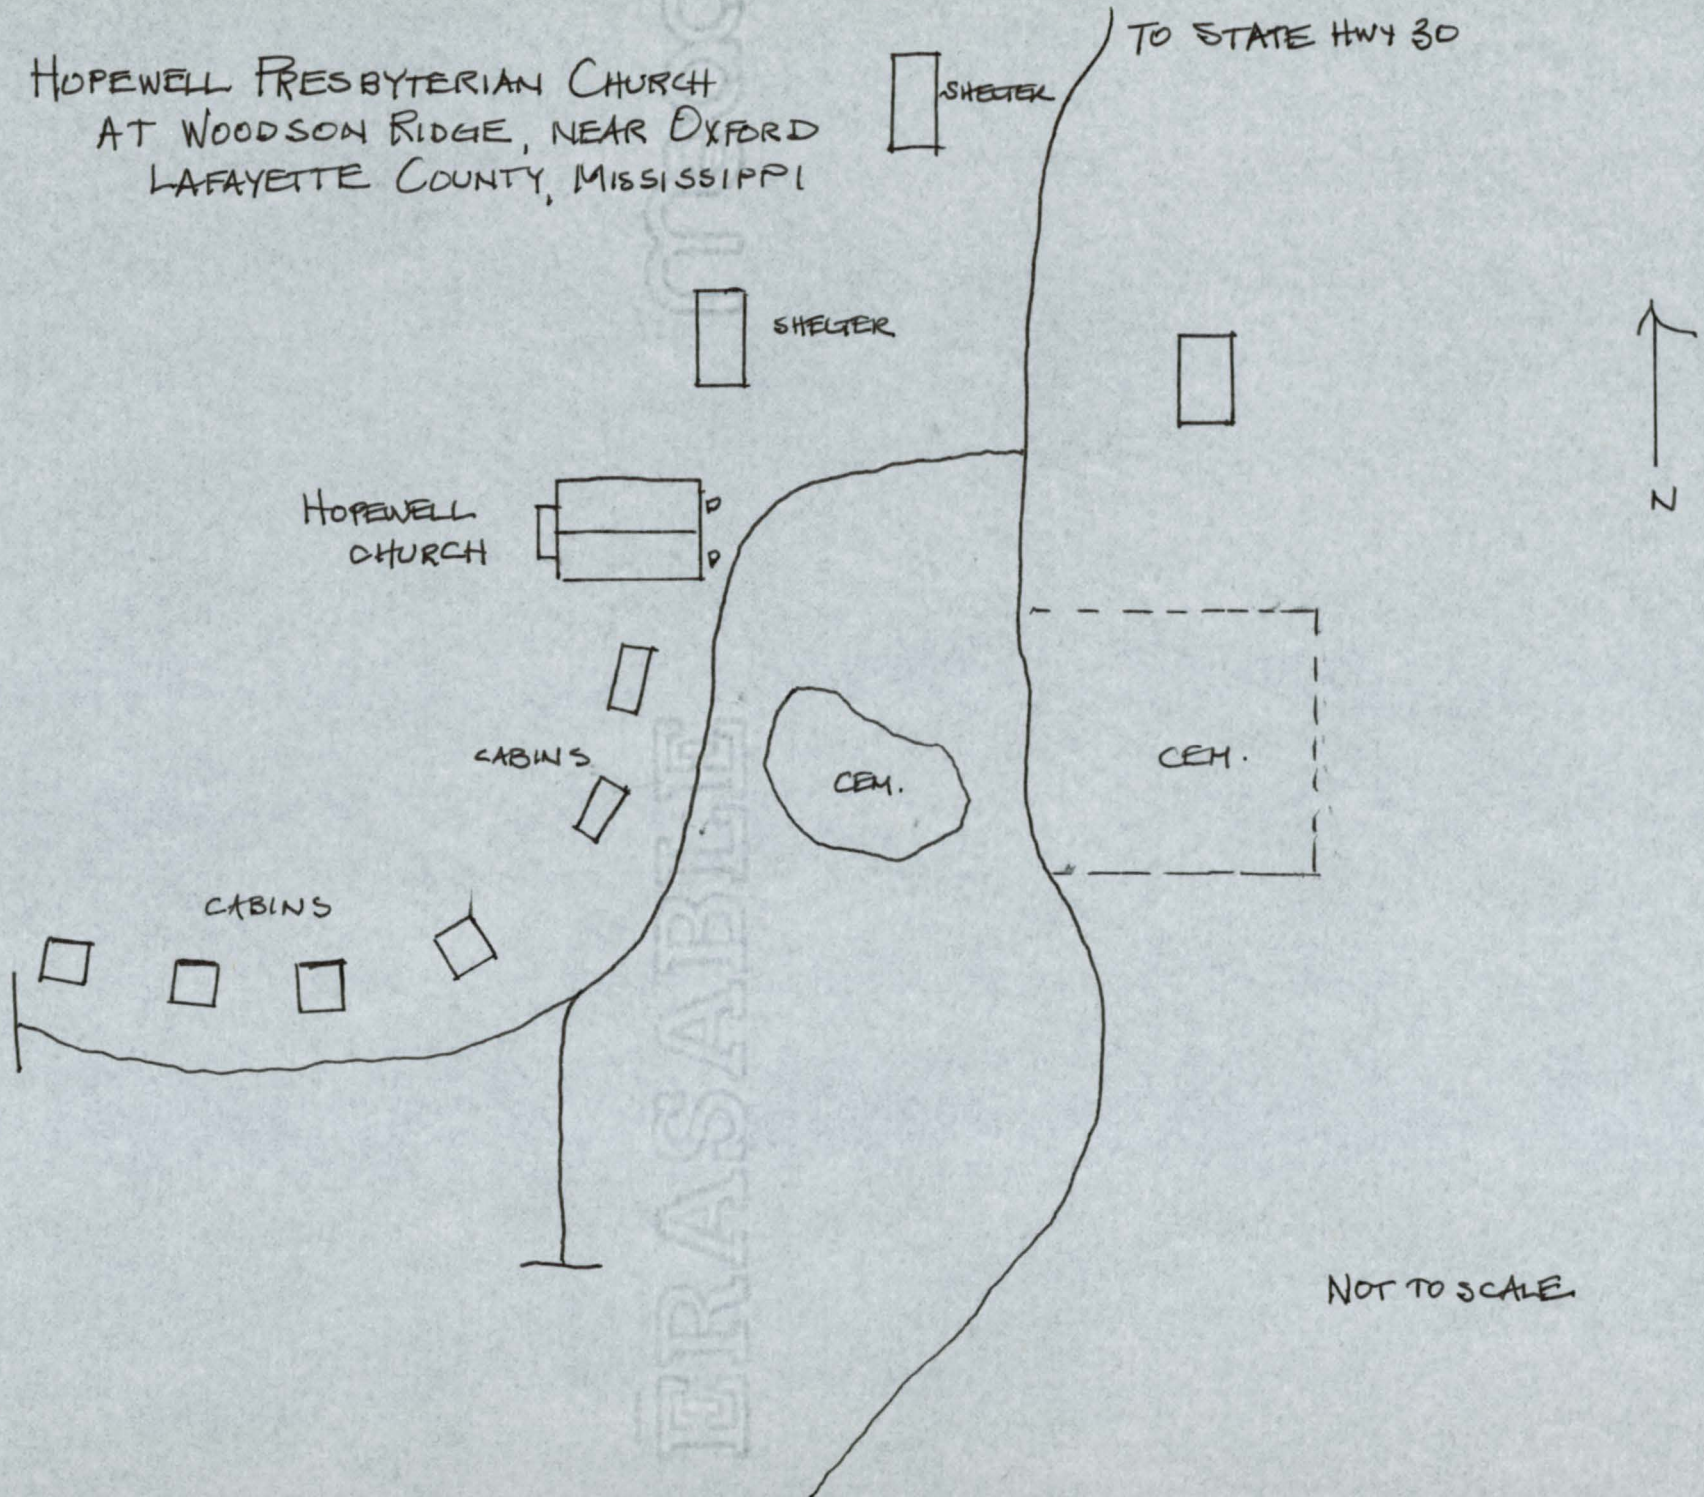 HOPEWELL PRESBYTERIAN CHURCH
AT WOODSON RIDGE, NEAR OXFORD
LAFAYETTE COUNTY, MISSISSIPPI
TO STATE HWY 30
SHELTER
SHELTER
N
HOPEWELL
CHURCH
CABINS
CEM.
CEM.
CABINS
NOT TO SCALE
ERASABLE